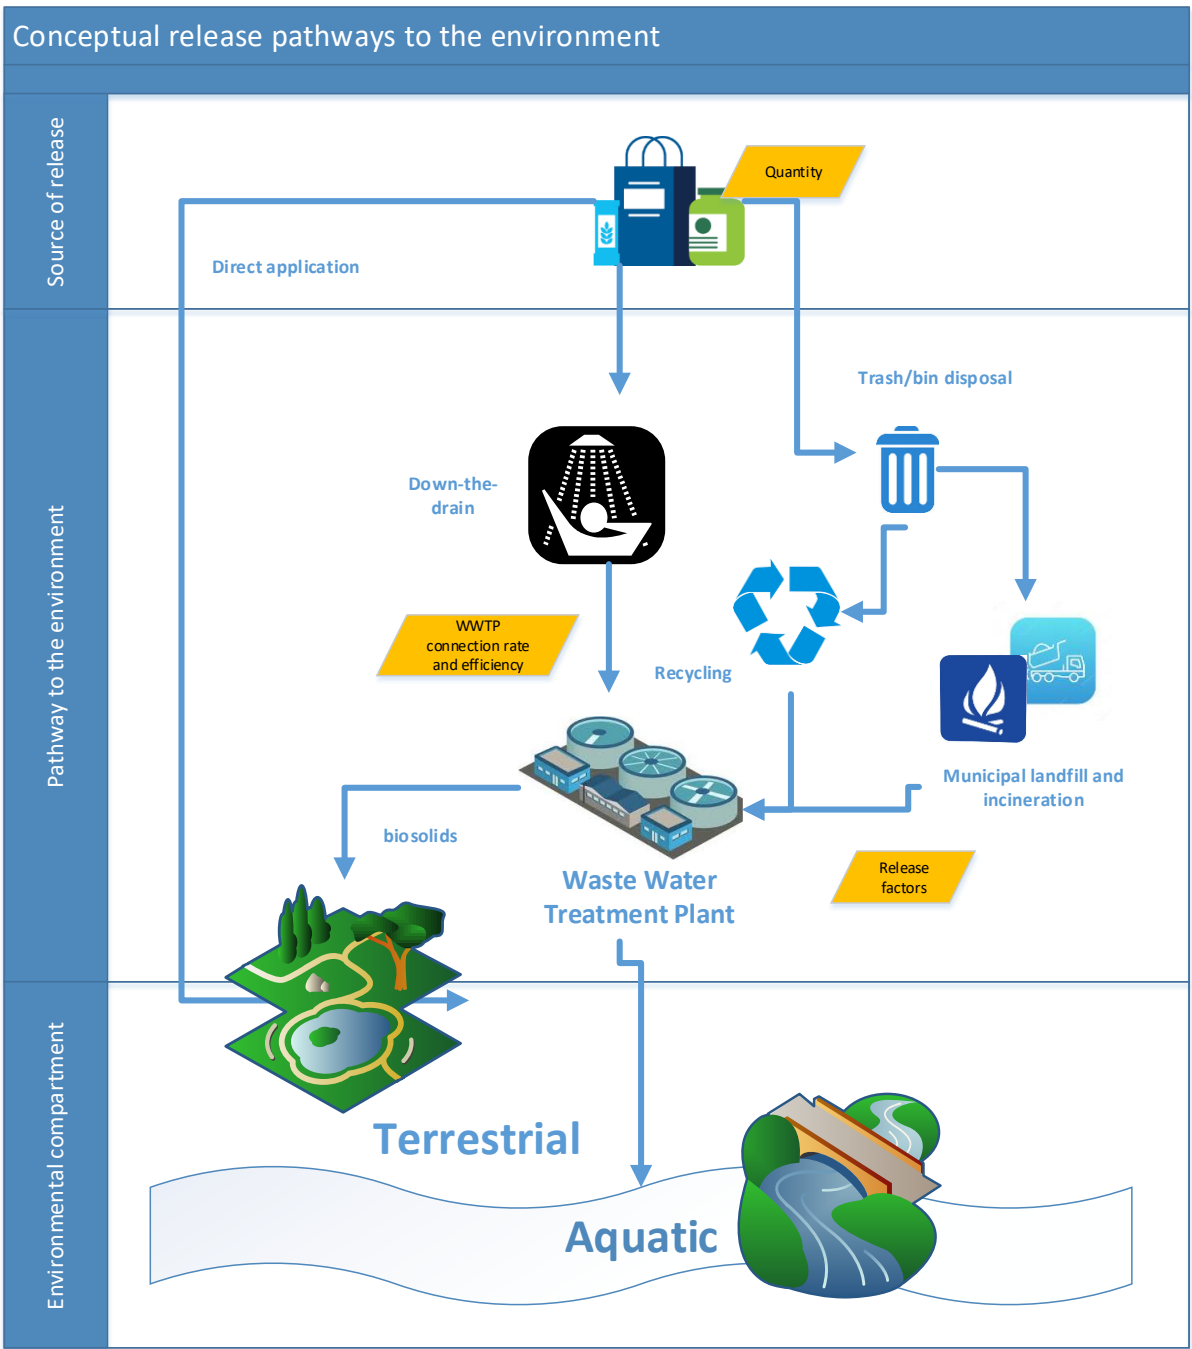 Conceptual release pathways to the environment
Source of release
Quantity
Direct application
Pathway to the environment
Trash/bin disposal
Down-the-
drain
WWTP
connection rate
and efficiency
Recycling
Municipal landfill and
incineration
biosolids
Release
factors
Waste Water
Treatment Plant
Environmental compartment
Terrestrial
Aquatic